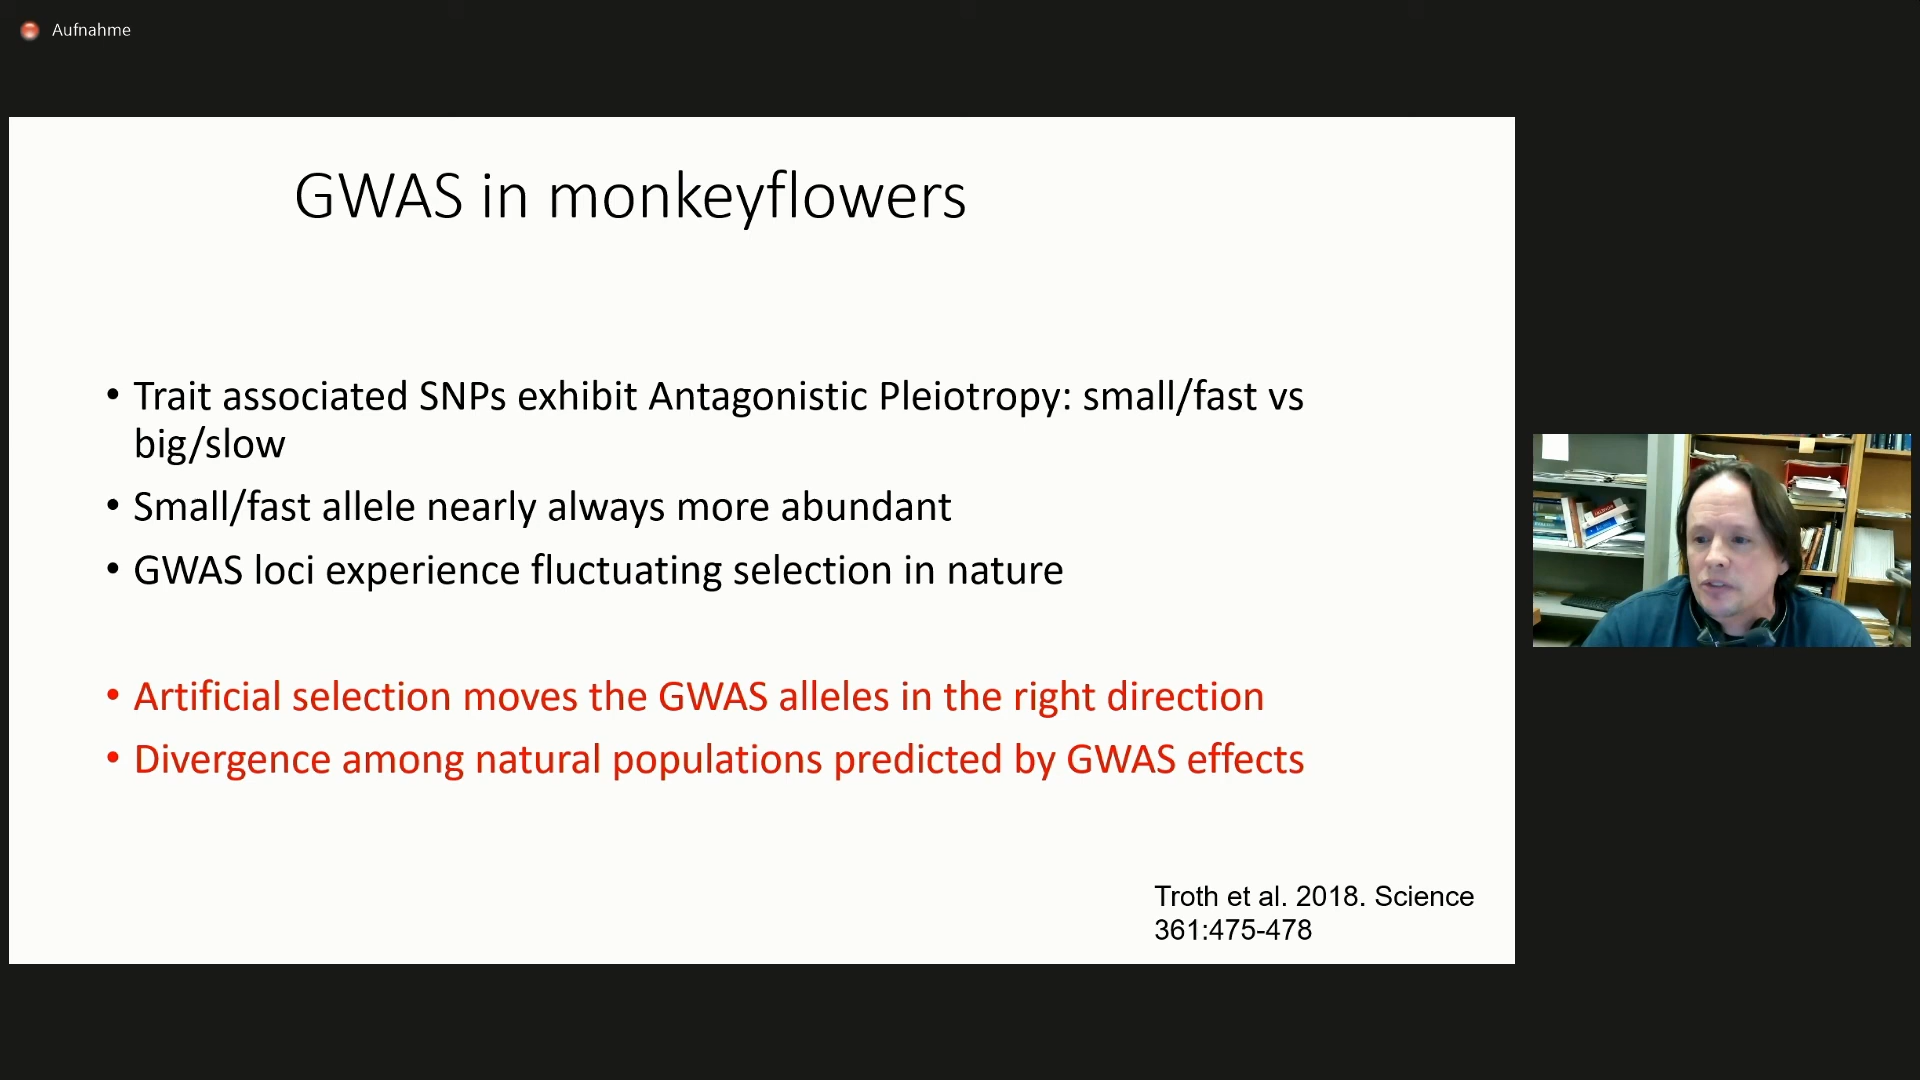 Aufnahme
GWAS in monkeyflowers
• Trait associated SNPs exhibit Antagonistic Pleiotropy: small/fast vs
big/slow
• Small/fast allele nearly always more abundant
• GWAS loci experience fluctuating selection in nature
• Artificial selection moves the GWAS alleles in the right direction
• Divergence among natural populations predicted by GWAS effects
Troth et al. 2018. Science
361:475-478